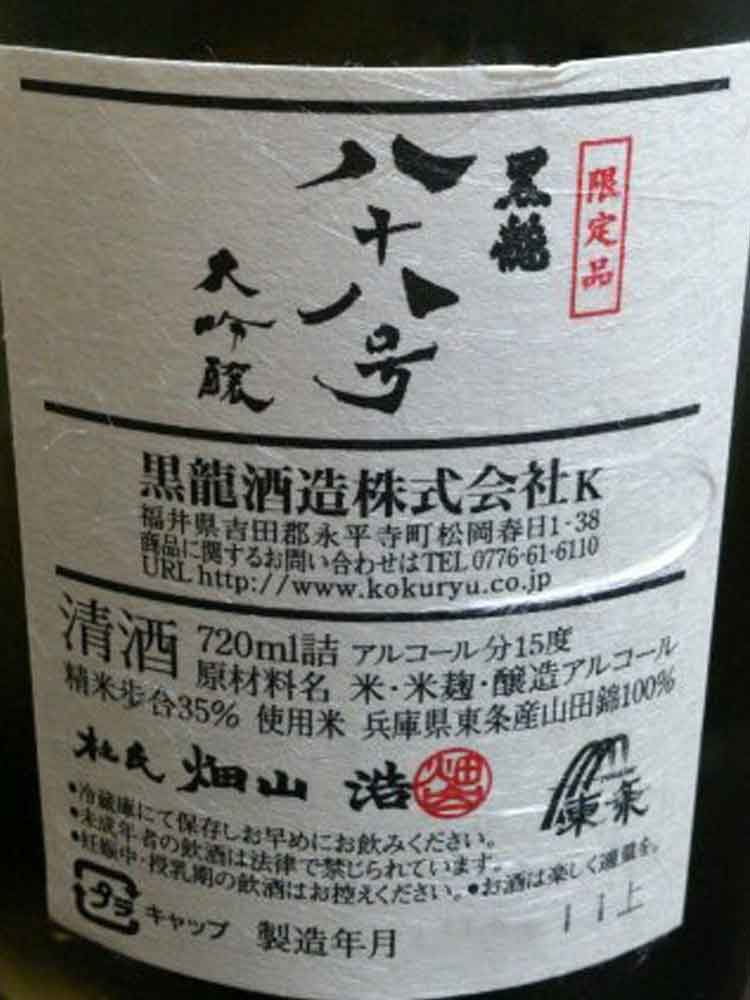 限定品
黒龍
八十八号
大吟醸
黒龍酒造株式会社K
福井県吉田郡永平寺町松岡春日1-38
商品に関するお問い合わせはTEL 0776-61-6110
URL http://www.kokuryu.co.jp
清酒 720ml詰 アルコール分15度
原材料名 米・米麹・醸造アルコール
精米歩合35% 使用米 兵庫県東条産山田錦100%
杜氏 畑山 浩
東条
●冷蔵庫にて保存しお早めにお飲みください。
●未成年者の飲酒は法律で禁じられています。
●妊娠中・授乳期の飲酒はお控えください。●お酒は楽しく適量を。
プラ キャップ 製造年月